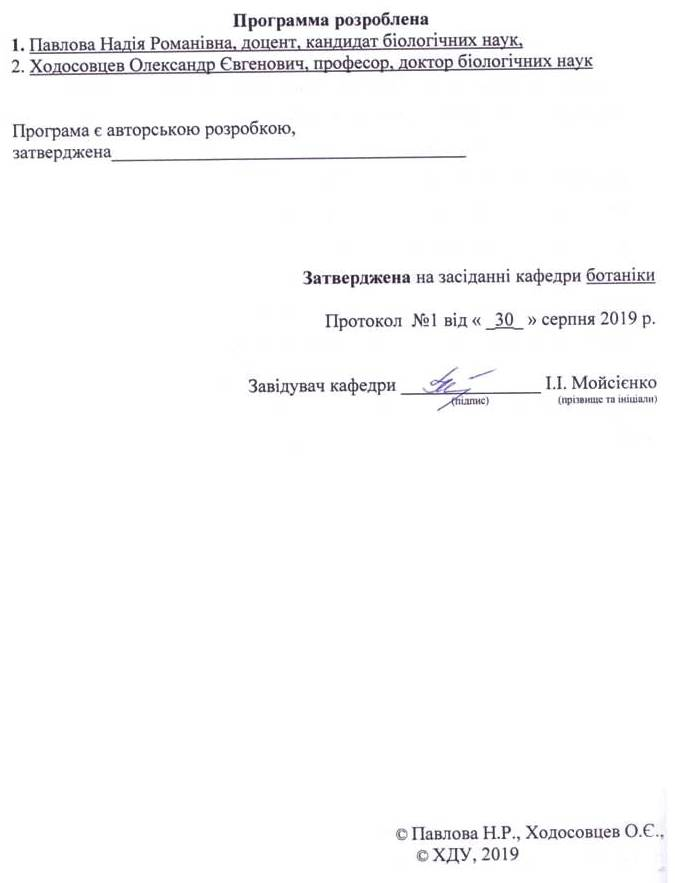 Программа розроблена
1. Павлова Надія Романівна, доцент, кандидат біологічних наук,
2. Ходосовцев Олександр Євгенович, професор, доктор біологічних наук
Програма є авторською розробкою,
затверджена
Затверджена на засіданні кафедри ботаніки
Протокол №1 від « _30_ » серпня 2019 р.
Завідувач кафедри ______________ І.І. Мойсієнко
(підпис) (прізвище та ініціали)
© Павлова Н.Р., Ходосовцев О.Є.,
© ХДУ, 2019